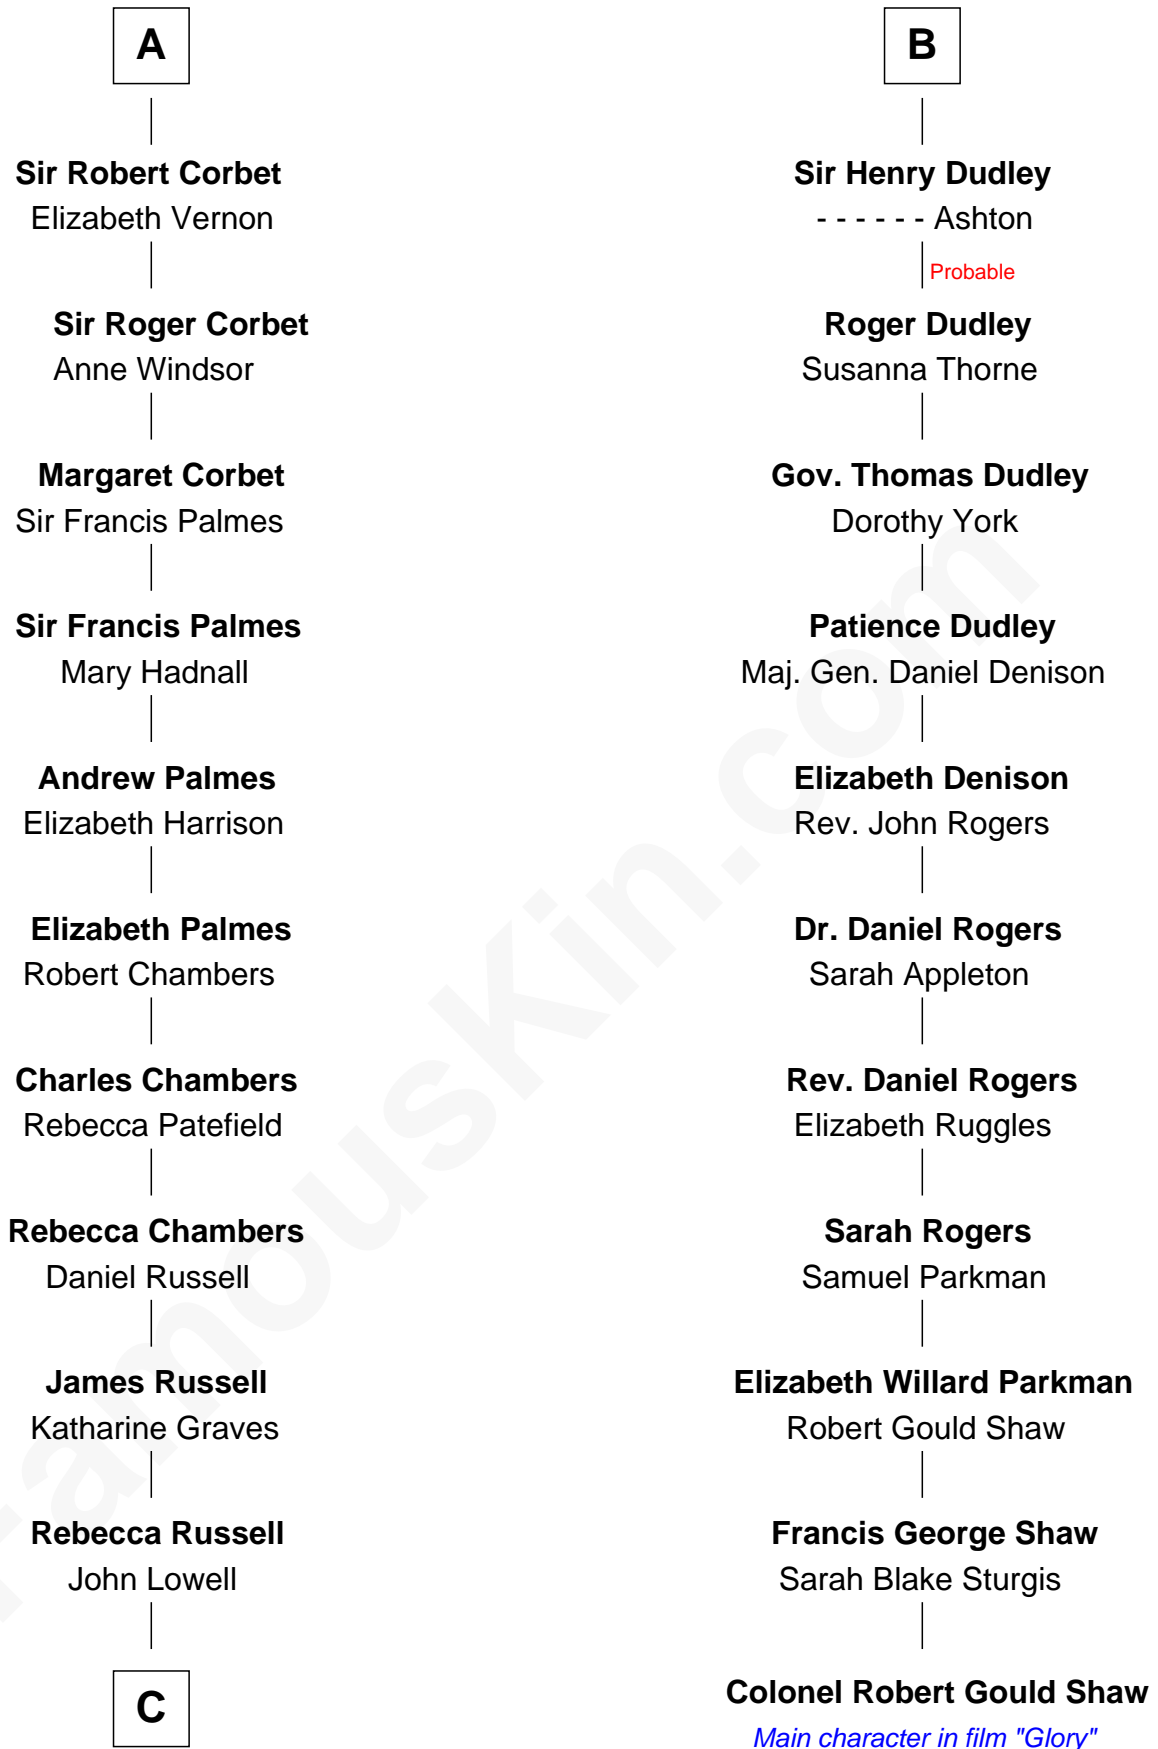 A
Sir Robert Corbet
Elizabeth Vernon
Sir Roger Corbet
Anne Windsor
Margaret Corbet
Sir Francis Palmes
Sir Francis Palmes
Mary Hadnall
Andrew Palmes
Elizabeth Harrison
Elizabeth Palmes
Robert Chambers
Charles Chambers
Rebecca Patefield
Rebecca Chambers
Daniel Russell
James Russell
Katharine Graves
Rebecca Russell
John Lowell
C
B
Sir Henry Dudley
- - - - - - Ashton
Probable
Roger Dudley
Susanna Thorne
Gov. Thomas Dudley
Dorothy York
Patience Dudley
Maj. Gen. Daniel Denison
Elizabeth Denison
Rev. John Rogers
Dr. Daniel Rogers
Sarah Appleton
Rev. Daniel Rogers
Elizabeth Ruggles
Sarah Rogers
Samuel Parkman
Elizabeth Willard Parkman
Robert Gould Shaw
Francis George Shaw
Sarah Blake Sturgis
Colonel Robert Gould Shaw
Main character in film "Glory"
FamousKin.com